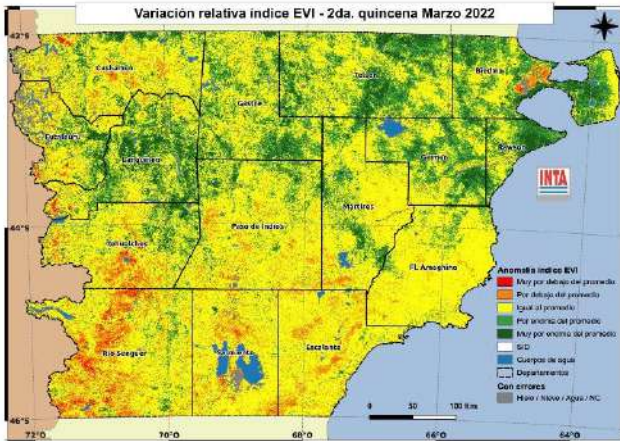 Variación relativa índice EVI - 2da. quincena Marzo 2022
42°S
Cushamen
Gastre
Telsen
Biedma
Futaleufú
Languiñeo
Gaiman
Rawson
INTA
44°S
Tehuelches
Paso de Indios
Mártires
Fl. Ameghino
Río Senguer
Sarmiento
Escalante
Anomalía índice EVI
Muy por debajo del promedio
Por debajo del promedio
Igual al promedio
Por encima del promedio
Muy por encima del promedio
S/D
Cuerpos de agua
Departamentos
Con errores
Hielo / Nieve / Agua / NC
0 50 100 Km
46°S
72°O 70°O 68°O 66°O 64°O